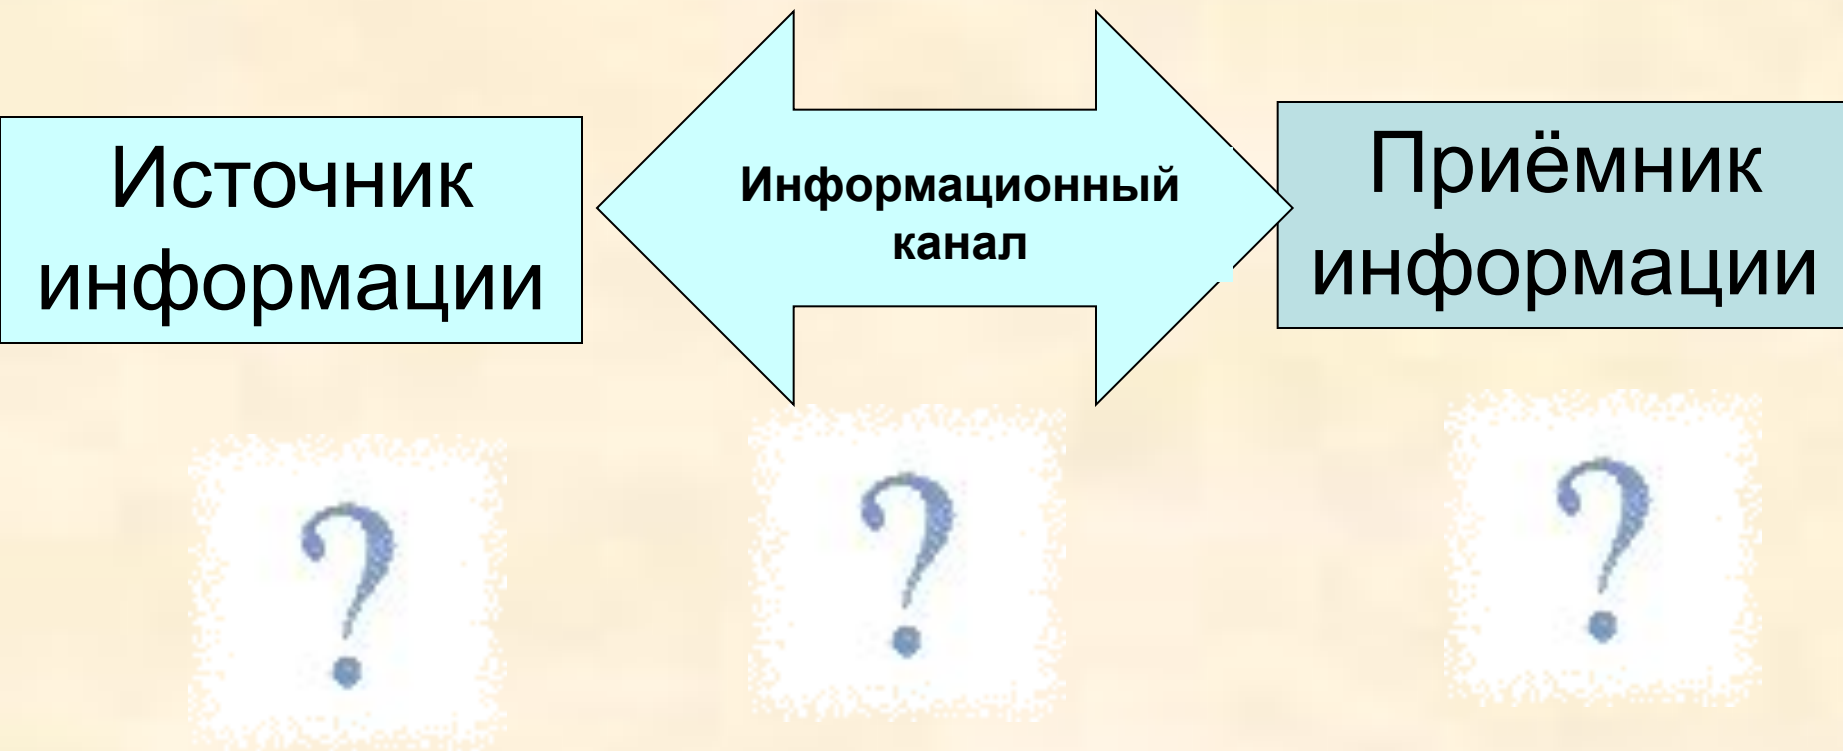 Источник
информации
Информационный
канал
Приёмник
информации
?
?
?